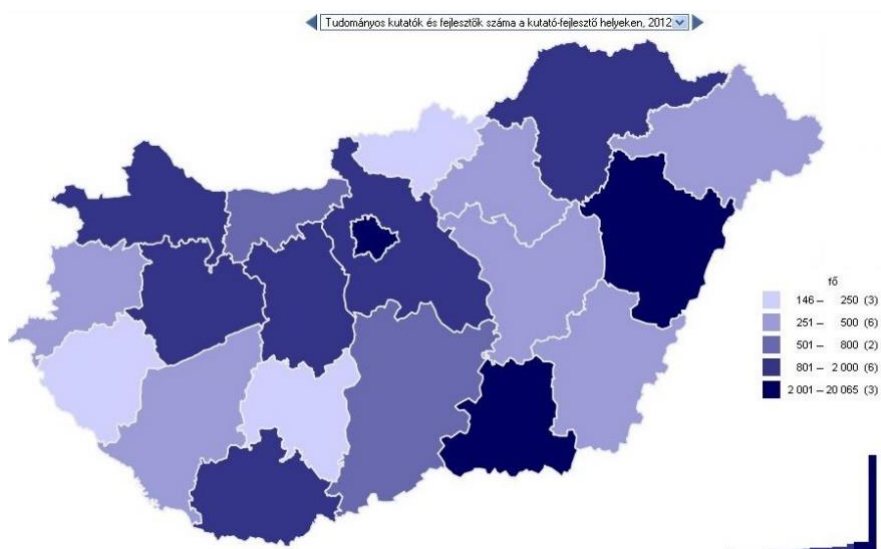 Tudományos kutatók és fejlesztők száma a kutató-fejlesztő helyeken, 2012
fő
146 – 250 (3)
251 – 500 (6)
501 – 800 (2)
801 – 2 000 (6)
2 001 – 20 065 (3)